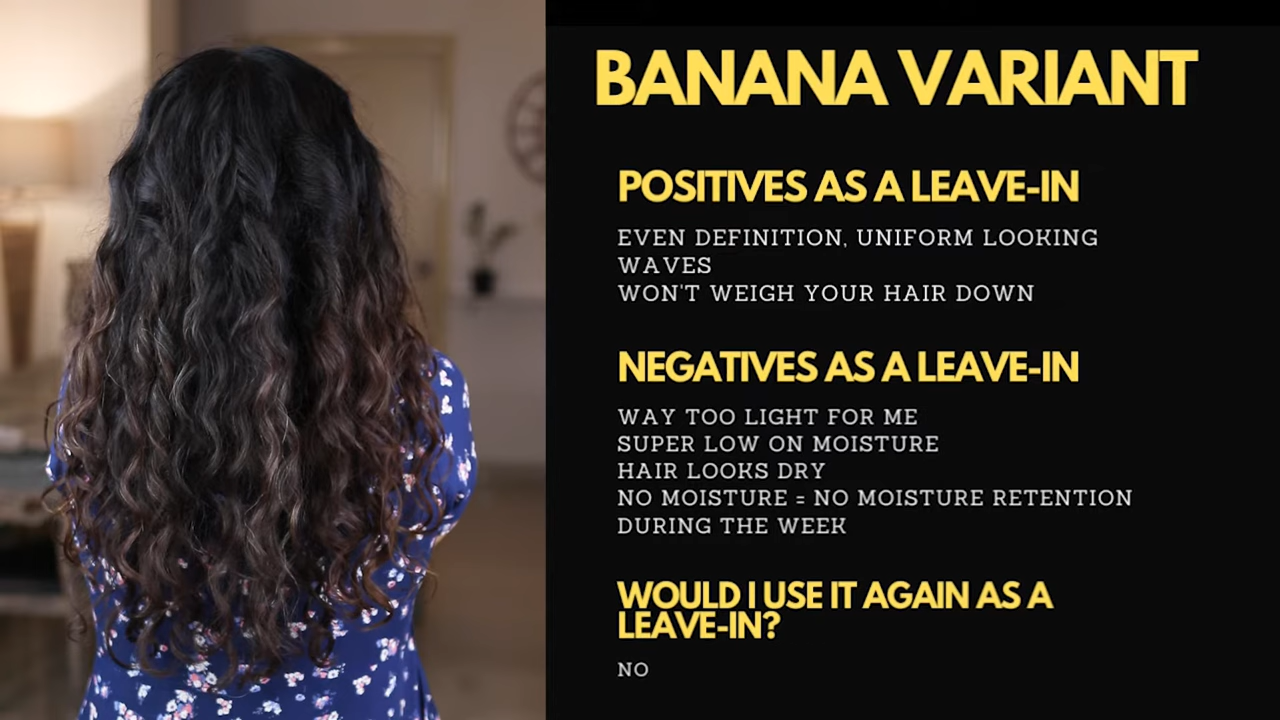 BANANA VARIANT
POSITIVES AS A LEAVE-IN
EVEN DEFINITION, UNIFORM LOOKING
WAVES
WON'T WEIGH YOUR HAIR DOWN
NEGATIVES AS A LEAVE-IN
WAY TOO LIGHT FOR ME
SUPER LOW ON MOISTURE
HAIR LOOKS DRY
NO MOISTURE = NO MOISTURE RETENTION
DURING THE WEEK
WOULD I USE IT AGAIN AS A
LEAVE-IN?
NO